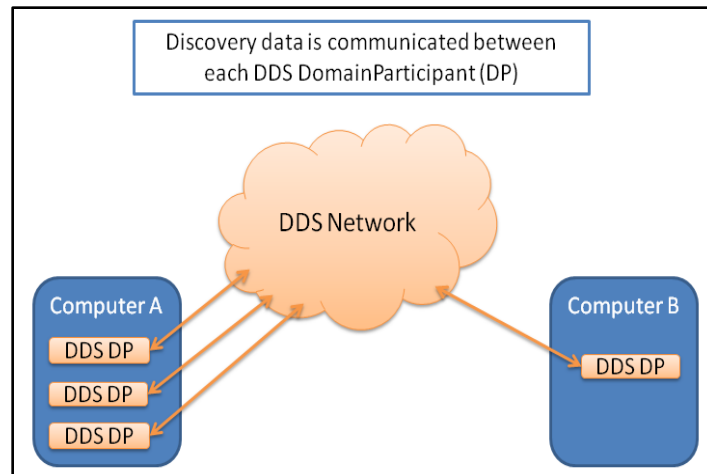 Discovery data is communicated between
each DDS DomainParticipant (DP)
DDS Network
Computer A
DDS DP
DDS DP
DDS DP
Computer B
DDS DP